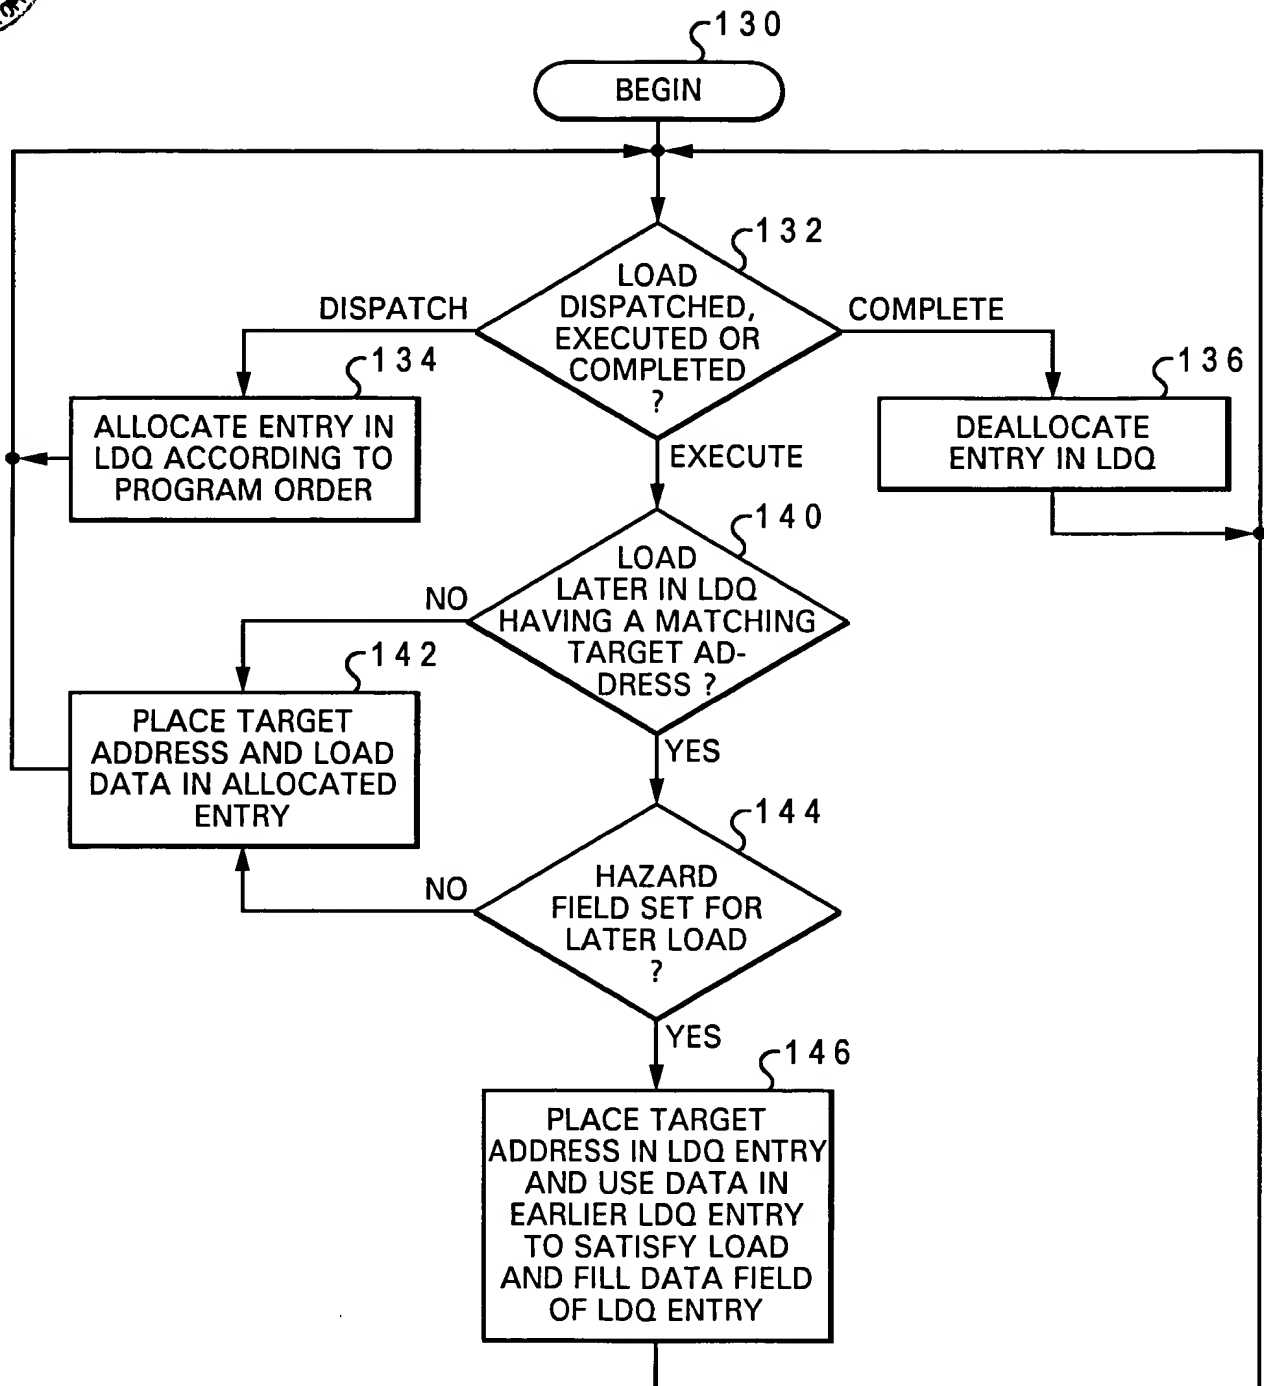 130
BEGIN
132
LOAD
DISPATCHED,
EXECUTED OR
COMPLETED
?
DISPATCH
COMPLETE
134
ALLOCATE ENTRY IN
LDQ ACCORDING TO
PROGRAM ORDER
136
DEALLOCATE
ENTRY IN LDQ
EXECUTE
140
LOAD
LATER IN LDQ
HAVING A MATCHING
TARGET AD-
DRESS ?
NO
142
PLACE TARGET
ADDRESS AND LOAD
DATA IN ALLOCATED
ENTRY
YES
144
HAZARD
FIELD SET FOR
LATER LOAD
?
NO
YES
146
PLACE TARGET
ADDRESS IN LDQ ENTRY
AND USE DATA IN
EARLIER LDQ ENTRY
TO SATISFY LOAD
AND FILL DATA FIELD
OF LDQ ENTRY